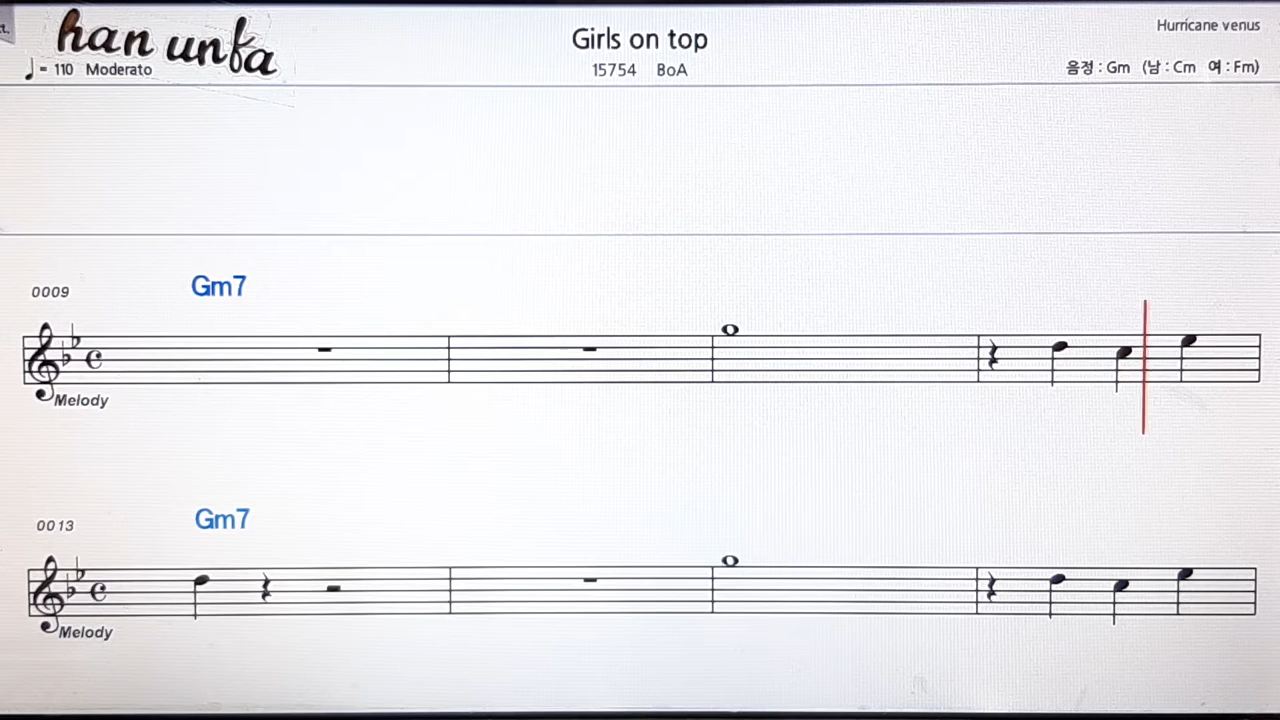 han unfa
Girls on top
Hurricane venus
= 110 Moderato
15754 BoA
음정 : Gm (남 : Cm 여 : Fm)
Gm7
0009
Melody
Gm7
0013
Melody